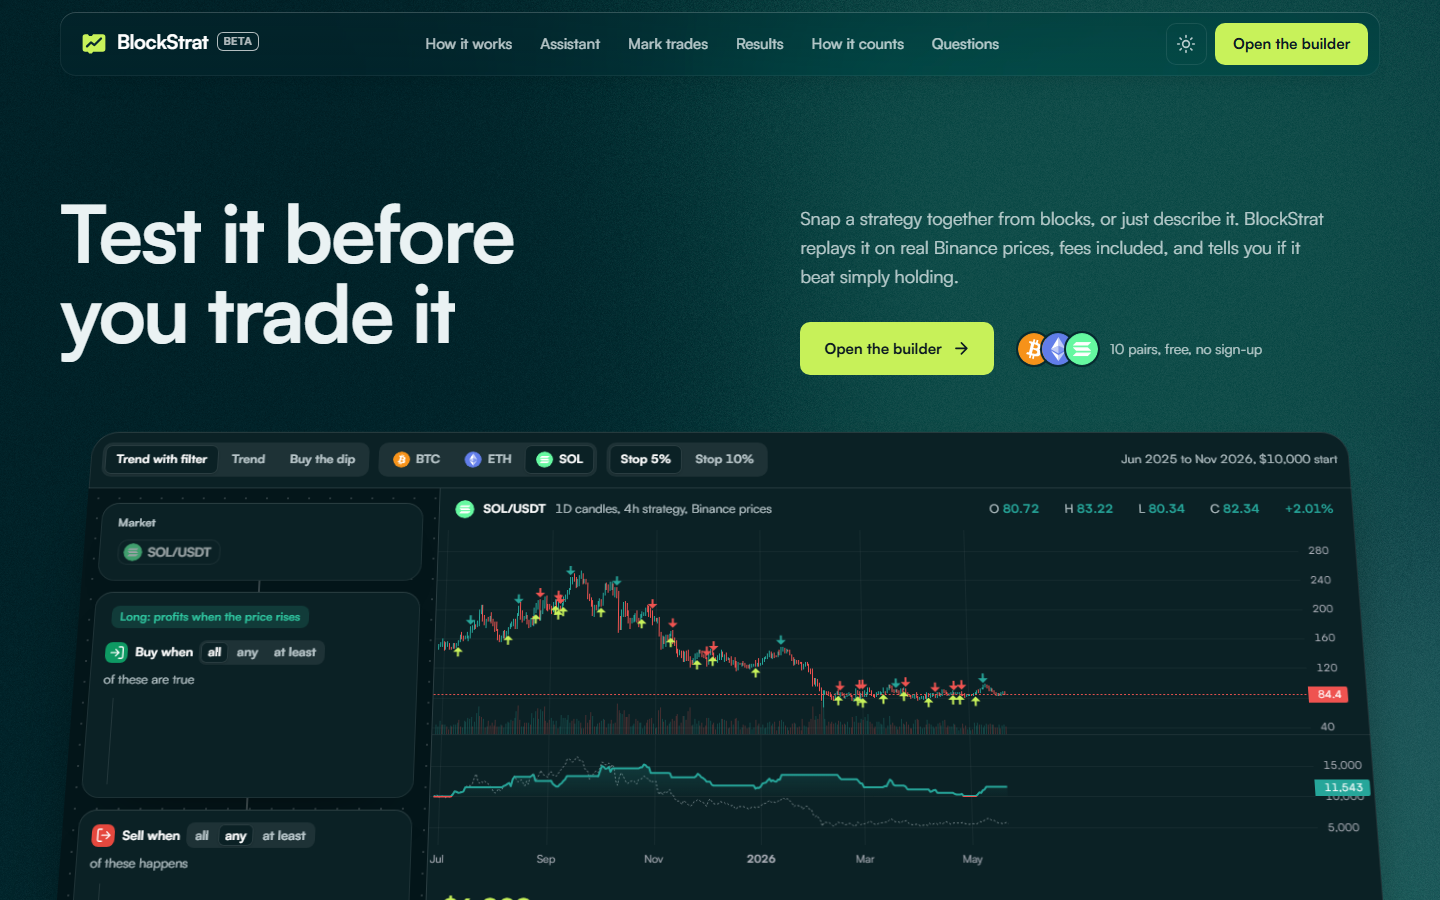 BlockStrat BETA
How it works Assistant Mark trades Results How it counts Questions
Open the builder
Test it before
you trade it
Snap a strategy together from blocks, or just describe it. BlockStrat
replays it on real Binance prices, fees included, and tells you if it
beat simply holding.
Open the builder →
10 pairs, free, no sign-up
Trend with filter Trend Buy the dip BTC ETH SOL Stop 5% Stop 10%
Jun 2025 to Nov 2026, $10,000 start
Market
SOL/USDT
Long: profits when the price rises
Buy when all any at least
of these are true
Sell when all any at least
of these happens
SOL/USDT 1D candles, 4h strategy, Binance prices
O 80.72 H 83.22 L 80.34 C 82.34 +2.01%
280
240
200
160
120
84.4
40
15,000
11,543
10,000
5,000
Jul Sep Nov 2026 Mar May